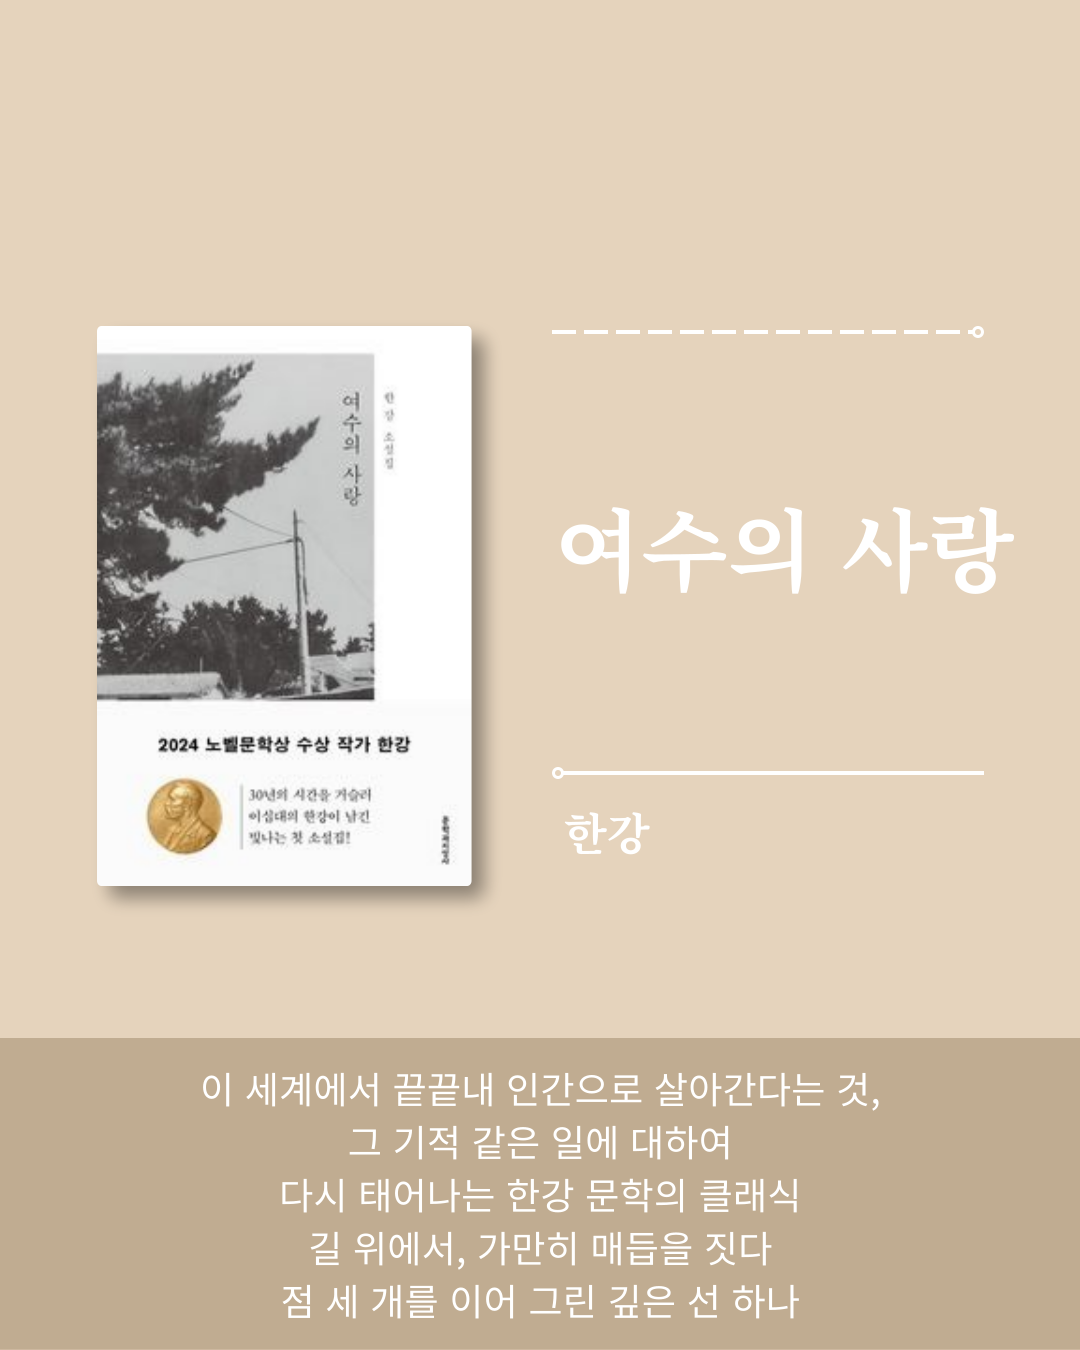 여수의 사랑
한강 소설집
2024 노벨문학상 수상 작가 한강
30년의 시간을 거슬러
이십대의 한강이 남긴
빛나는 첫 소설집!
문학과지성사
여수의 사랑
한강
이 세계에서 끝끝내 인간으로 살아간다는 것,
그 기적 같은 일에 대하여
다시 태어나는 한강 문학의 클래식
길 위에서, 가만히 매듭을 짓다
점 세 개를 이어 그린 깊은 선 하나